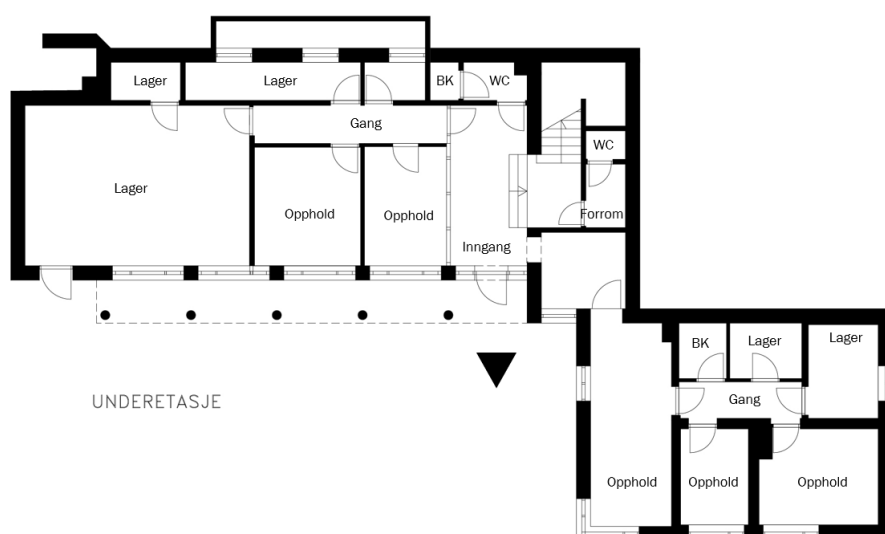 Lager
Lager
BK
WC
Gang
WC
Lager
Opphold
Opphold
Forrom
Inngang
UNDERETASJE
BK
Lager
Lager
Gang
Opphold
Opphold
Opphold